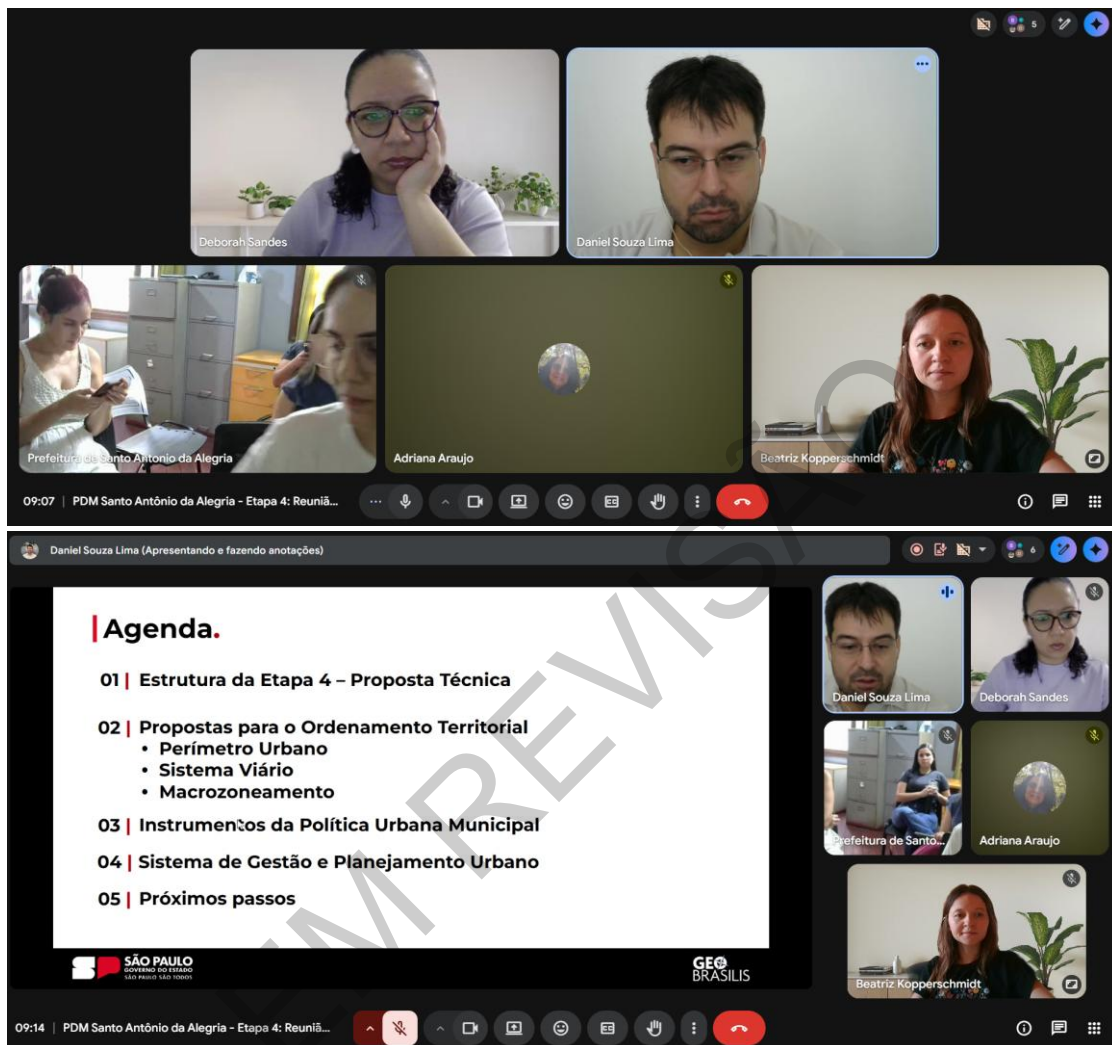 5
Deborah Sandes
Daniel Souza Lima
Prefeitura de Santo Antonio da Alegria
Adriana Araujo
Beatriz Kopperschmidt
09:07 | PDM Santo Antônio da Alegria - Etapa 4: Reuniã...
Daniel Souza Lima (Apresentando e fazendo anotações)
6
Agenda.
01 | Estrutura da Etapa 4 – Proposta Técnica
02 | Propostas para o Ordenamento Territorial
• Perímetro Urbano
• Sistema Viário
• Macrozoneamento
03 | Instrumentos da Política Urbana Municipal
04 | Sistema de Gestão e Planejamento Urbano
05 | Próximos passos
SP
SÃO PAULO
GOVERNO DO ESTADO
SÃO PAULO SÃO TODOS
GEO
BRASILIS
Daniel Souza Lima
Deborah Sandes
Prefeitura de Santo...
Adriana Araujo
Beatriz Kopperschmidt
09:14 | PDM Santo Antônio da Alegria - Etapa 4: Reuniã...
EM REVISÃO